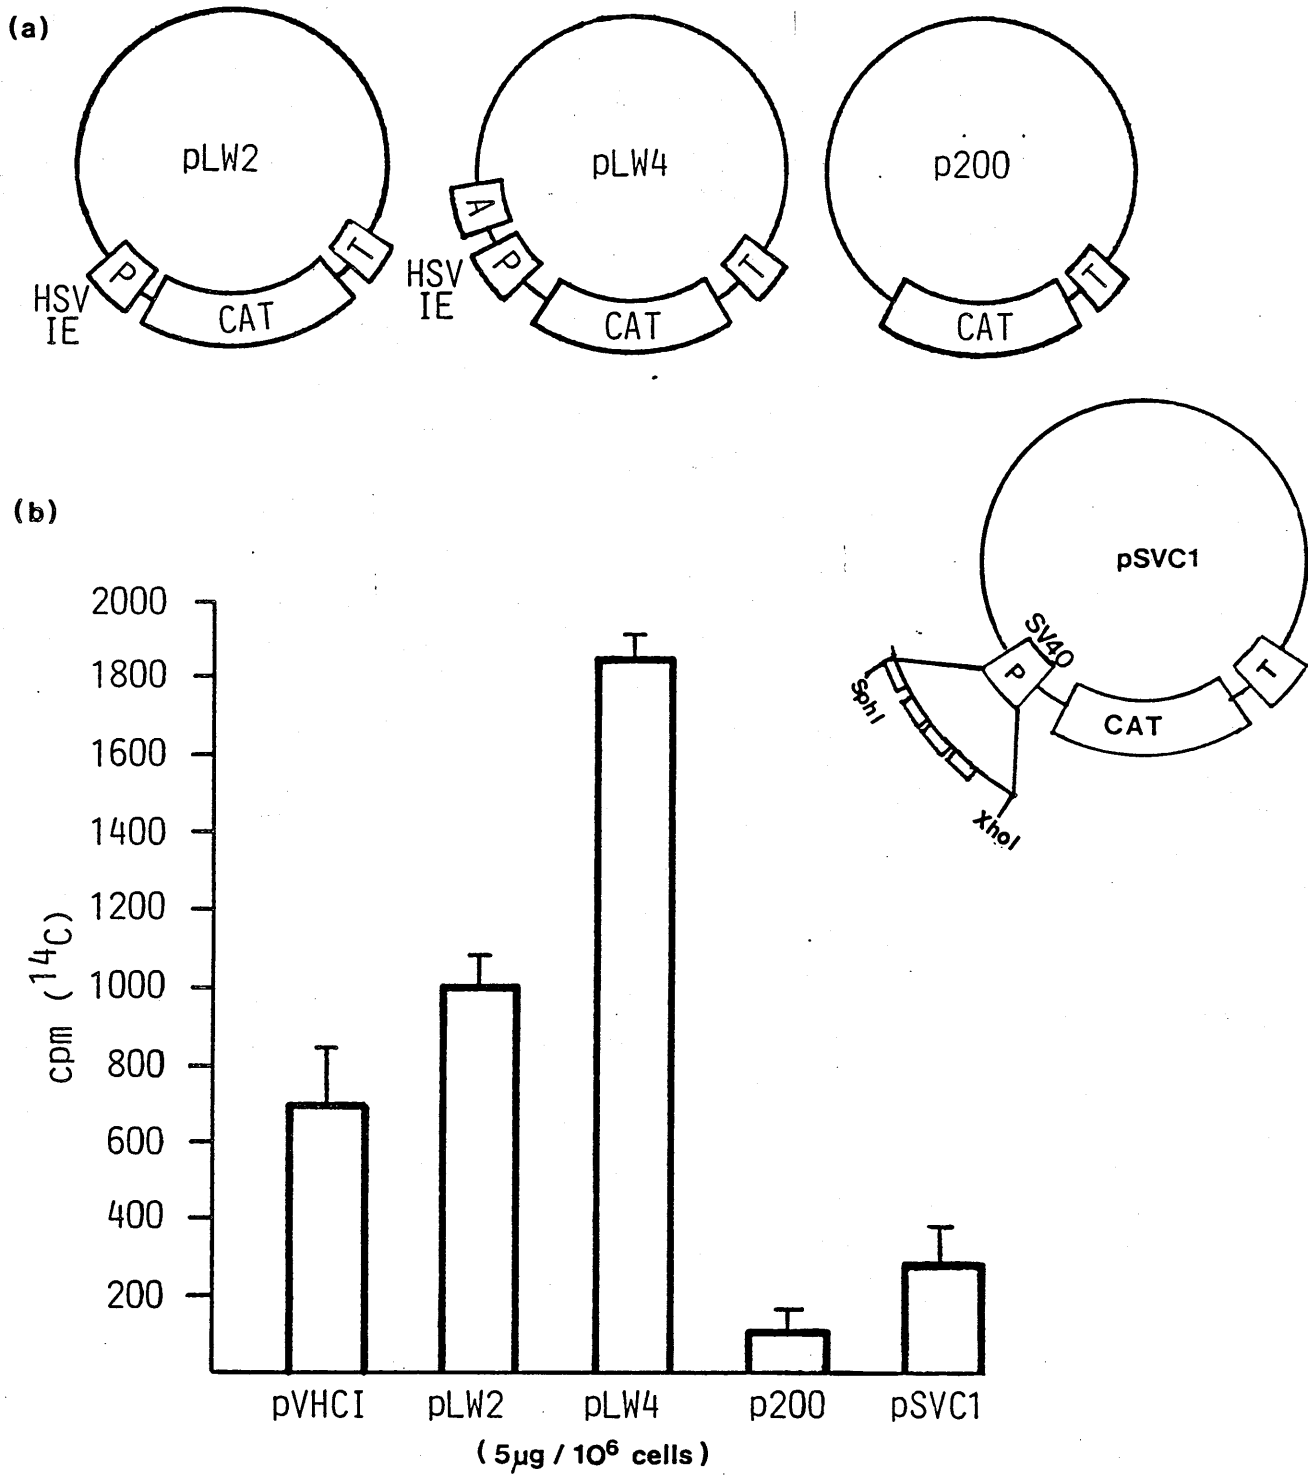 (a)
pLW2
P
CAT
T
HSV
IE
pLW4
A
P
CAT
T
HSV
IE
p200
CAT
T
pSVC1
SV40
P
CAT
T
SphI
XhoI
(b)
2000
1800
1600
1400
1200
1000
800
600
400
200
cpm (14C)
pVHCI
pLW2
pLW4
p200
pSVC1
(5µg / 10⁶ cells)